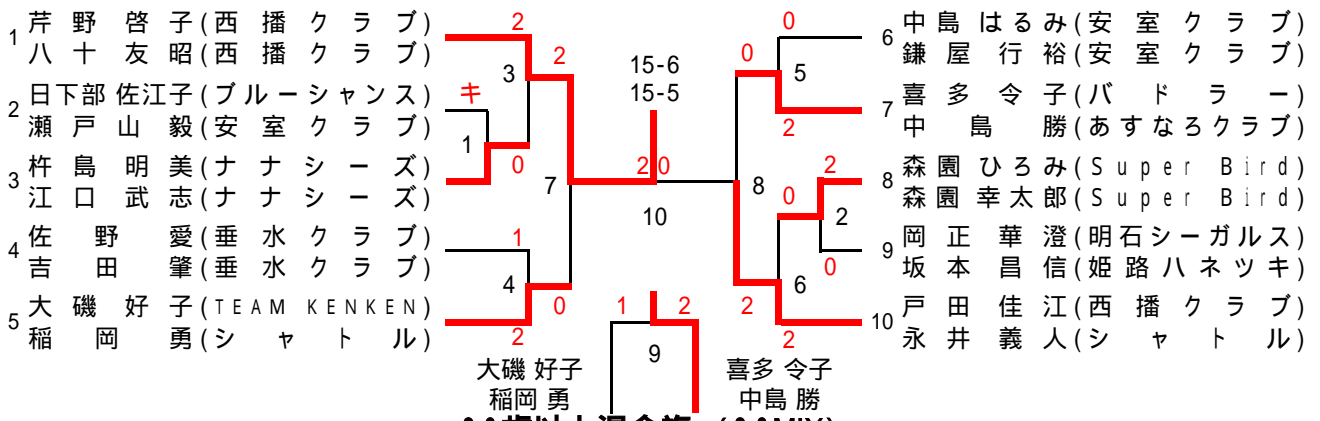 1 芹野 啓子(西播クラブ)
八十 友昭(西播クラブ)
2 日下部 佐江子(ブルーシャンス)
瀬戸山 毅(安室クラブ)
3 杵島 明美(ナナシーズ)
江口 武志(ナナシーズ)
4 佐野 愛(垂水クラブ)
吉田 肇(垂水クラブ)
5 大磯 好子(TEAM KENKEN)
稲岡 勇(シャトル)
2
3
2
キ
1
0
7
1
4
0
2
15-6
15-5
2 0
10
1 2
9
大磯 好子
稲岡 勇
喜多 令子
中島 勝
0
0
5
2
8
2
0
2
0
6
2
2
6 中島 はるみ(安室クラブ)
鎌屋 行裕(安室クラブ)
7 喜多 令子(バドラー)
中島 勝(あすなろクラブ)
8 森園 ひろみ(Super Bird)
森園 幸太郎(Super Bird)
9 岡正 華澄(明石シーガルス)
坂本 昌信(姫路ハネツキ)
10 戸田 佳江(西播クラブ)
永井 義人(シャトル)